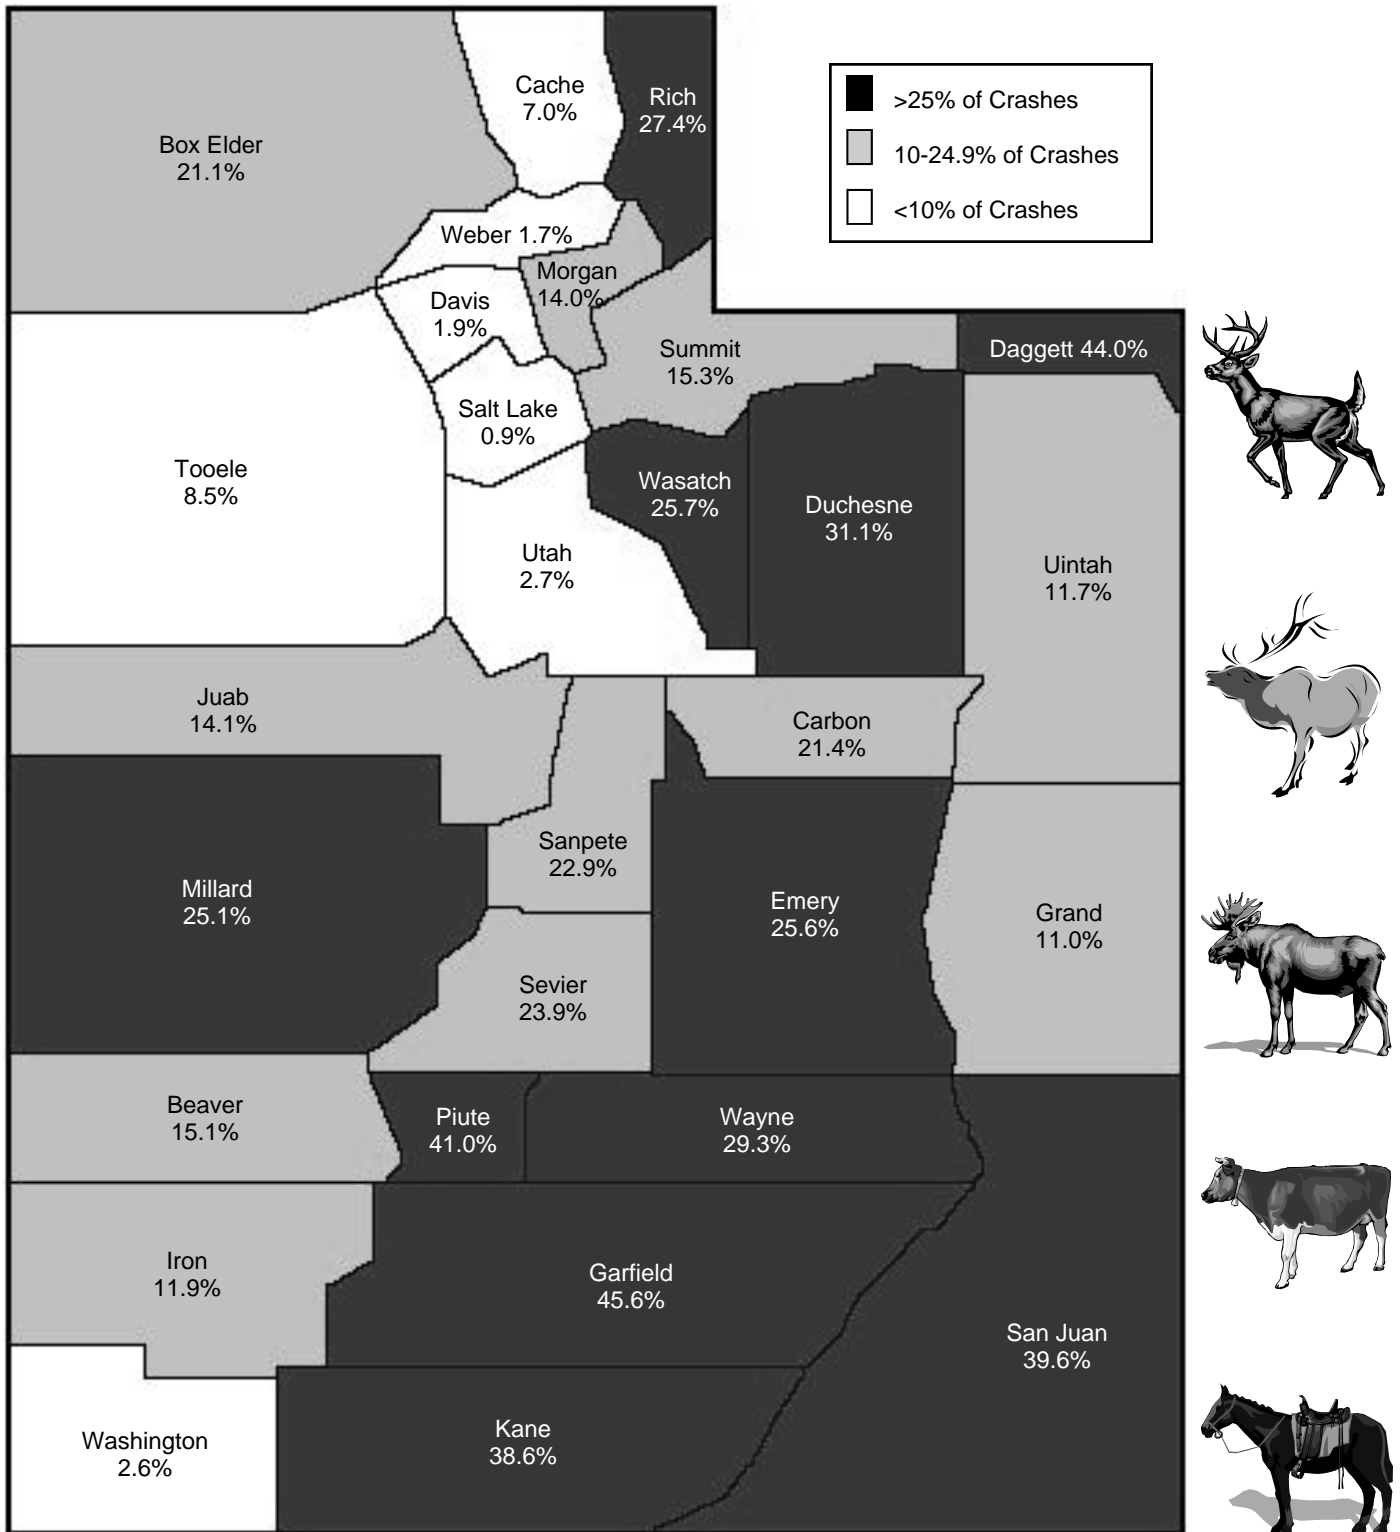 Cache
7.0%
Rich
27.4%
Box Elder
21.1%
>25% of Crashes
10-24.9% of Crashes
<10% of Crashes
Weber 1.7%
Morgan
14.0%
Davis
1.9%
Summit
15.3%
Daggett 44.0%
Salt Lake
0.9%
Tooele
8.5%
Wasatch
25.7%
Duchesne
31.1%
Utah
2.7%
Uintah
11.7%
Juab
14.1%
Carbon
21.4%
Sanpete
22.9%
Millard
25.1%
Emery
25.6%
Grand
11.0%
Sevier
23.9%
Beaver
15.1%
Piute
41.0%
Wayne
29.3%
Iron
11.9%
Garfield
45.6%
San Juan
39.6%
Washington
2.6%
Kane
38.6%